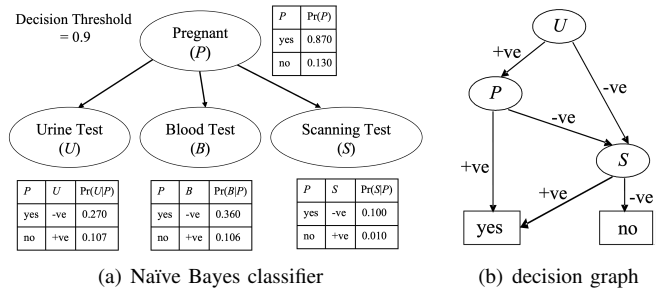 Decision Threshold
= 0.9
Pregnant
(P)
P Pr(P)
yes 0.870
no 0.130
Urine Test
(U)
Blood Test
(B)
Scanning Test
(S)
P U Pr(U|P)
yes -ve 0.270
no +ve 0.107
P B Pr(B|P)
yes -ve 0.360
no +ve 0.106
P S Pr(S|P)
yes -ve 0.100
no +ve 0.010
(a) Naïve Bayes classifier
U
+ve
-ve
P
-ve
S
+ve
+ve
-ve
yes
no
(b) decision graph